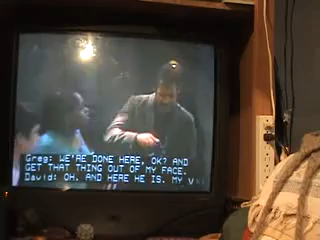 Greg: WE'RE DONE HERE, OK? AND
GET THAT THING OUT OF MY FACE.
David: OH. AND HERE HE IS. MY V